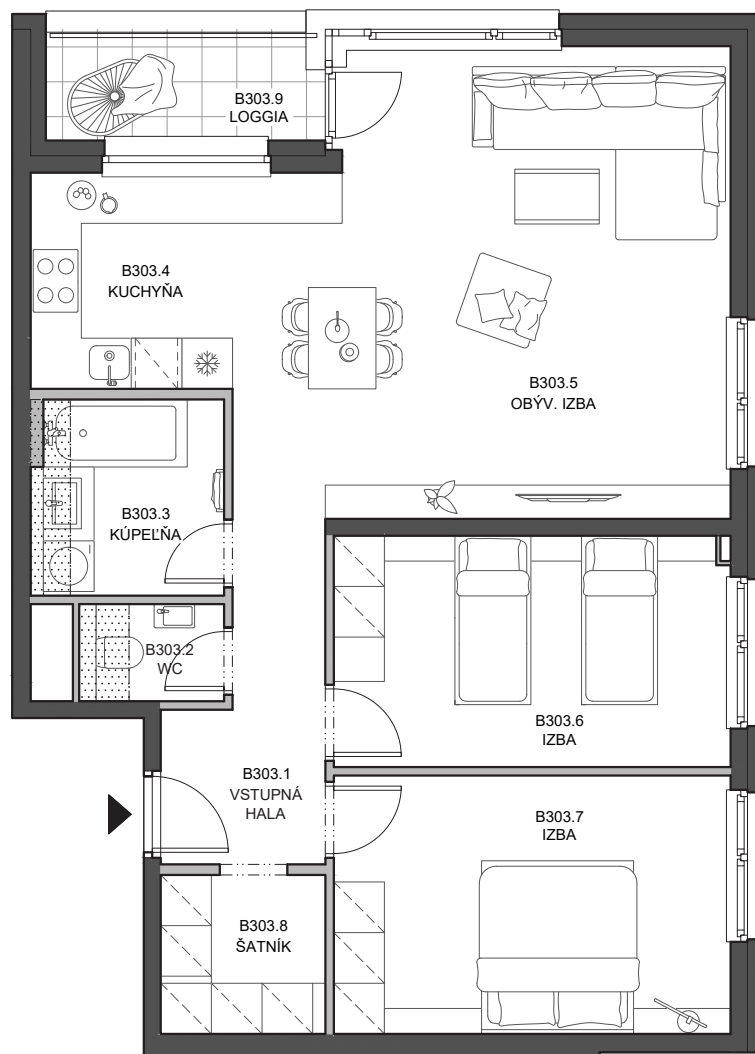 B303.9
LOGGIA
B303.4
KUCHYŇA
B303.5
OBÝV. IZBA
B303.3
KÚPEĽŇA
B303.2
WC
B303.6
IZBA
B303.1
VSTUPNÁ
HALA
B303.7
IZBA
B303.8
ŠATNÍK